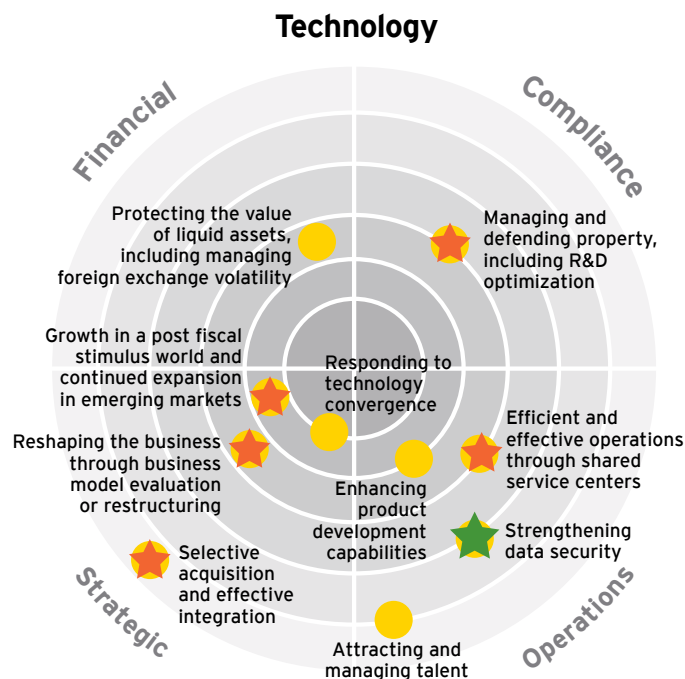 Technology
Financial
Compliance
Protecting the value
of liquid assets,
including managing
foreign exchange volatility
Managing and
defending property,
including R&D
optimization
Growth in a post fiscal
stimulus world and
continued expansion
in emerging markets
Responding to
technology
convergence
Reshaping the business
through business
model evaluation
or restructuring
Efficient and
effective operations
through shared
service centers
Enhancing
product
development
capabilities
Strengthening
data security
Selective
acquisition
and effective
integration
Attracting and
managing talent
Strategic
Operations